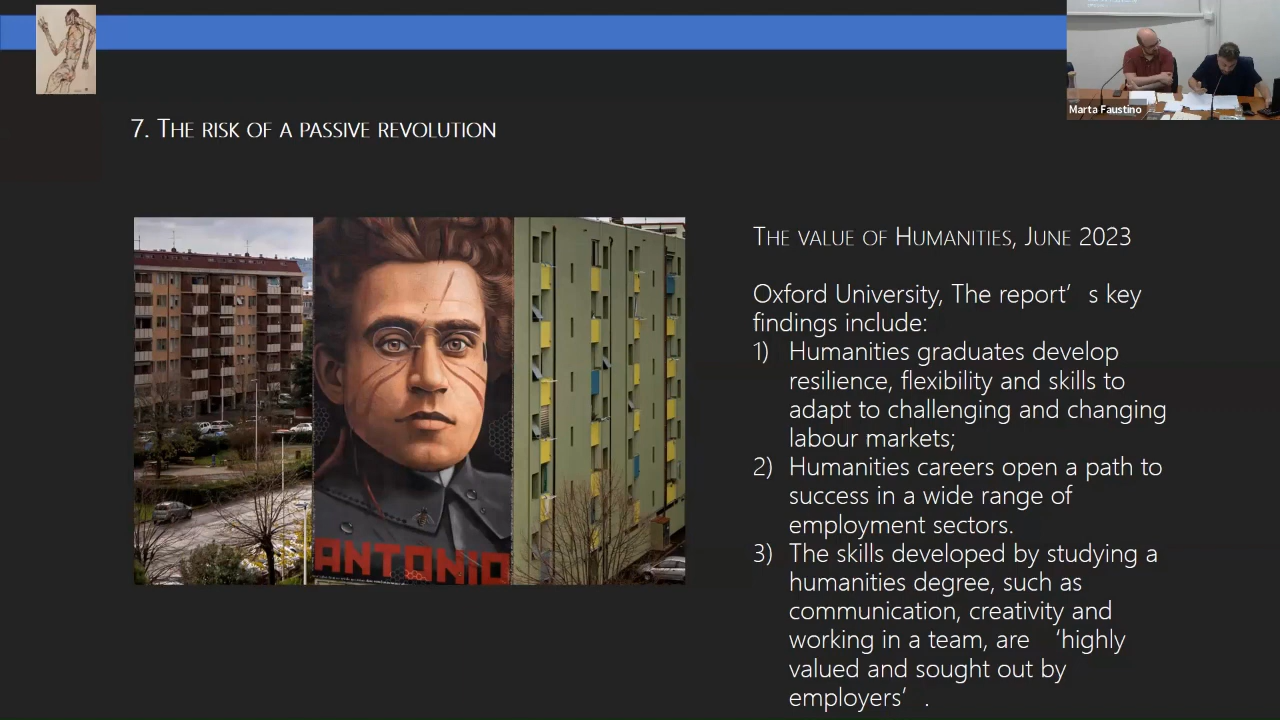 Marta Faustino
7. THE RISK OF A PASSIVE REVOLUTION
THE VALUE OF HUMANITIES, JUNE 2023
Oxford University, The report’ s key
findings include:
1) Humanities graduates develop
resilience, flexibility and skills to
adapt to challenging and changing
labour markets;
2) Humanities careers open a path to
success in a wide range of
employment sectors.
3) The skills developed by studying a
humanities degree, such as
communication, creativity and
working in a team, are ‘highly
valued and sought out by
employers’ .
ANTONIO